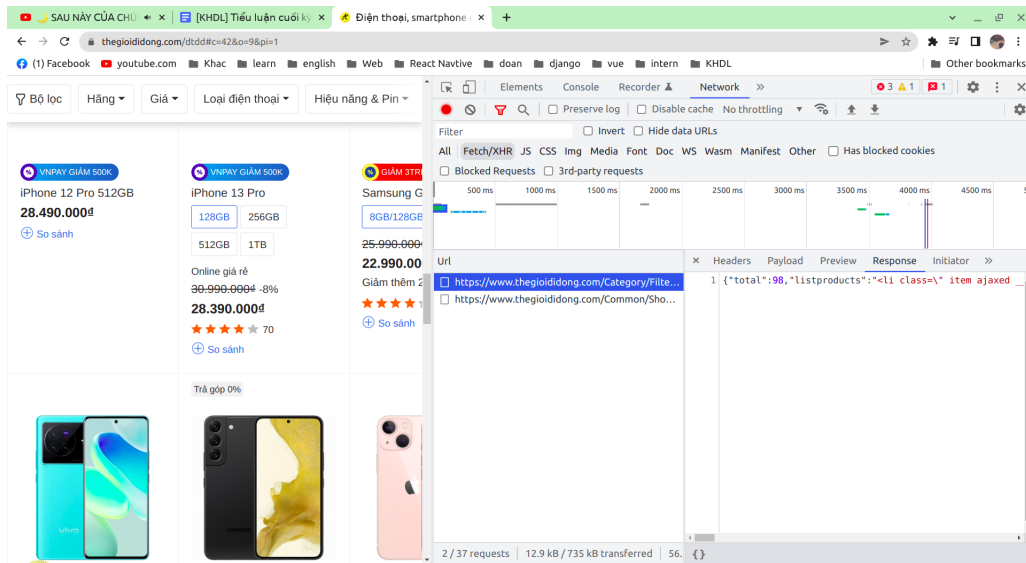 🌙 SAU NÀY CỦA CHÚ
[KHDL] Tiểu luận cuối kỳ
Điện thoại, smartphone c
thegioididong.com/dtdd#c=42&o=9&pi=1
(1) Facebook youtube.com Khac learn english Web React Navtive doan django vue intern KHDL Other bookmarks
Bộ lọc Hãng Giá Loại điện thoại Hiệu năng & Pin
VNPAY GIẢM 500K
iPhone 12 Pro 512GB
28.490.000₫
So sánh
VNPAY GIẢM 500K
iPhone 13 Pro
128GB 256GB
512GB 1TB
Online giá rẻ
30.990.000₫ -8%
28.390.000₫
70
So sánh
GIẢM 3TRI
Samsung G
8GB/128GB
25.990.000
22.990.00
Giảm thêm 2
So sánh
vivo
Trả góp 0%
SAMSUNG
Elements Console Recorder Network » 3 1 1
Preserve log Disable cache No throttling
Filter Invert Hide data URLs
All Fetch/XHR JS CSS Img Media Font Doc WS Wasm Manifest Other Has blocked cookies
Blocked Requests 3rd-party requests
500 ms 1000 ms 1500 ms 2000 ms 2500 ms 3000 ms 3500 ms 4000 ms 4500 ms 5
Url
https://www.thegioididong.com/Category/Filte...
https://www.thegioididong.com/Common/Sho...
× Headers Payload Preview Response Initiator »
1 {"total":98,"listproducts":"<li class=\" item ajaxed __
2 / 37 requests 12.9 kB / 735 kB transferred 56.
{}